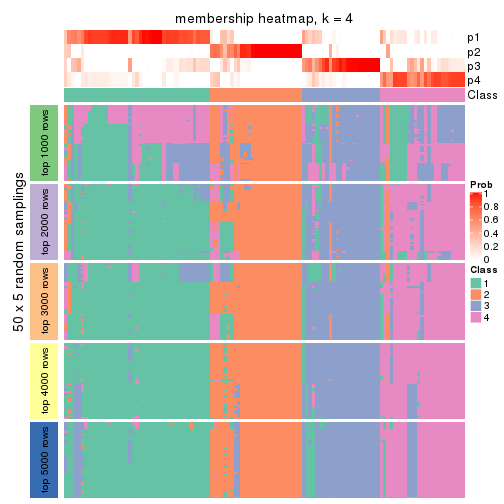 membership heatmap, k = 4
p1
p2
p3
p4
Class
50 x 5 random samplings
top 1000 rows
top 2000 rows
top 3000 rows
top 4000 rows
top 5000 rows
Prob
1
0.8
0.6
0.4
0.2
0
Class
1
2
3
4